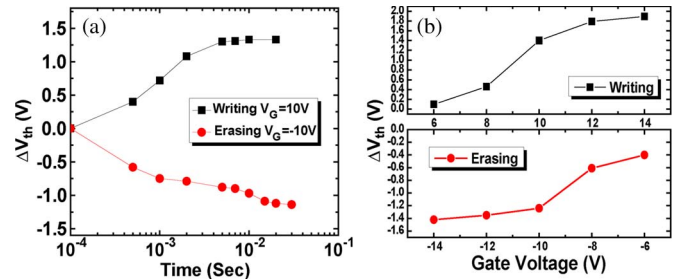 (a)
ΔVth (V)
1.5
1.0
0.5
0.0
-0.5
-1.0
-1.5
Writing VG=10V
Erasing VG=-10V
10-4 10-3 10-2 10-1
Time (Sec)
(b)
2.0
1.8
1.6
1.4
1.2
1.0
0.8
0.6
0.4
0.2
0.0
Writing
6 8 10 12 14
ΔVth (V)
0.0
-0.2
-0.4
-0.6
-0.8
-1.0
-1.2
-1.4
-1.6
Erasing
-14 -12 -10 -8 -6
Gate Voltage (V)